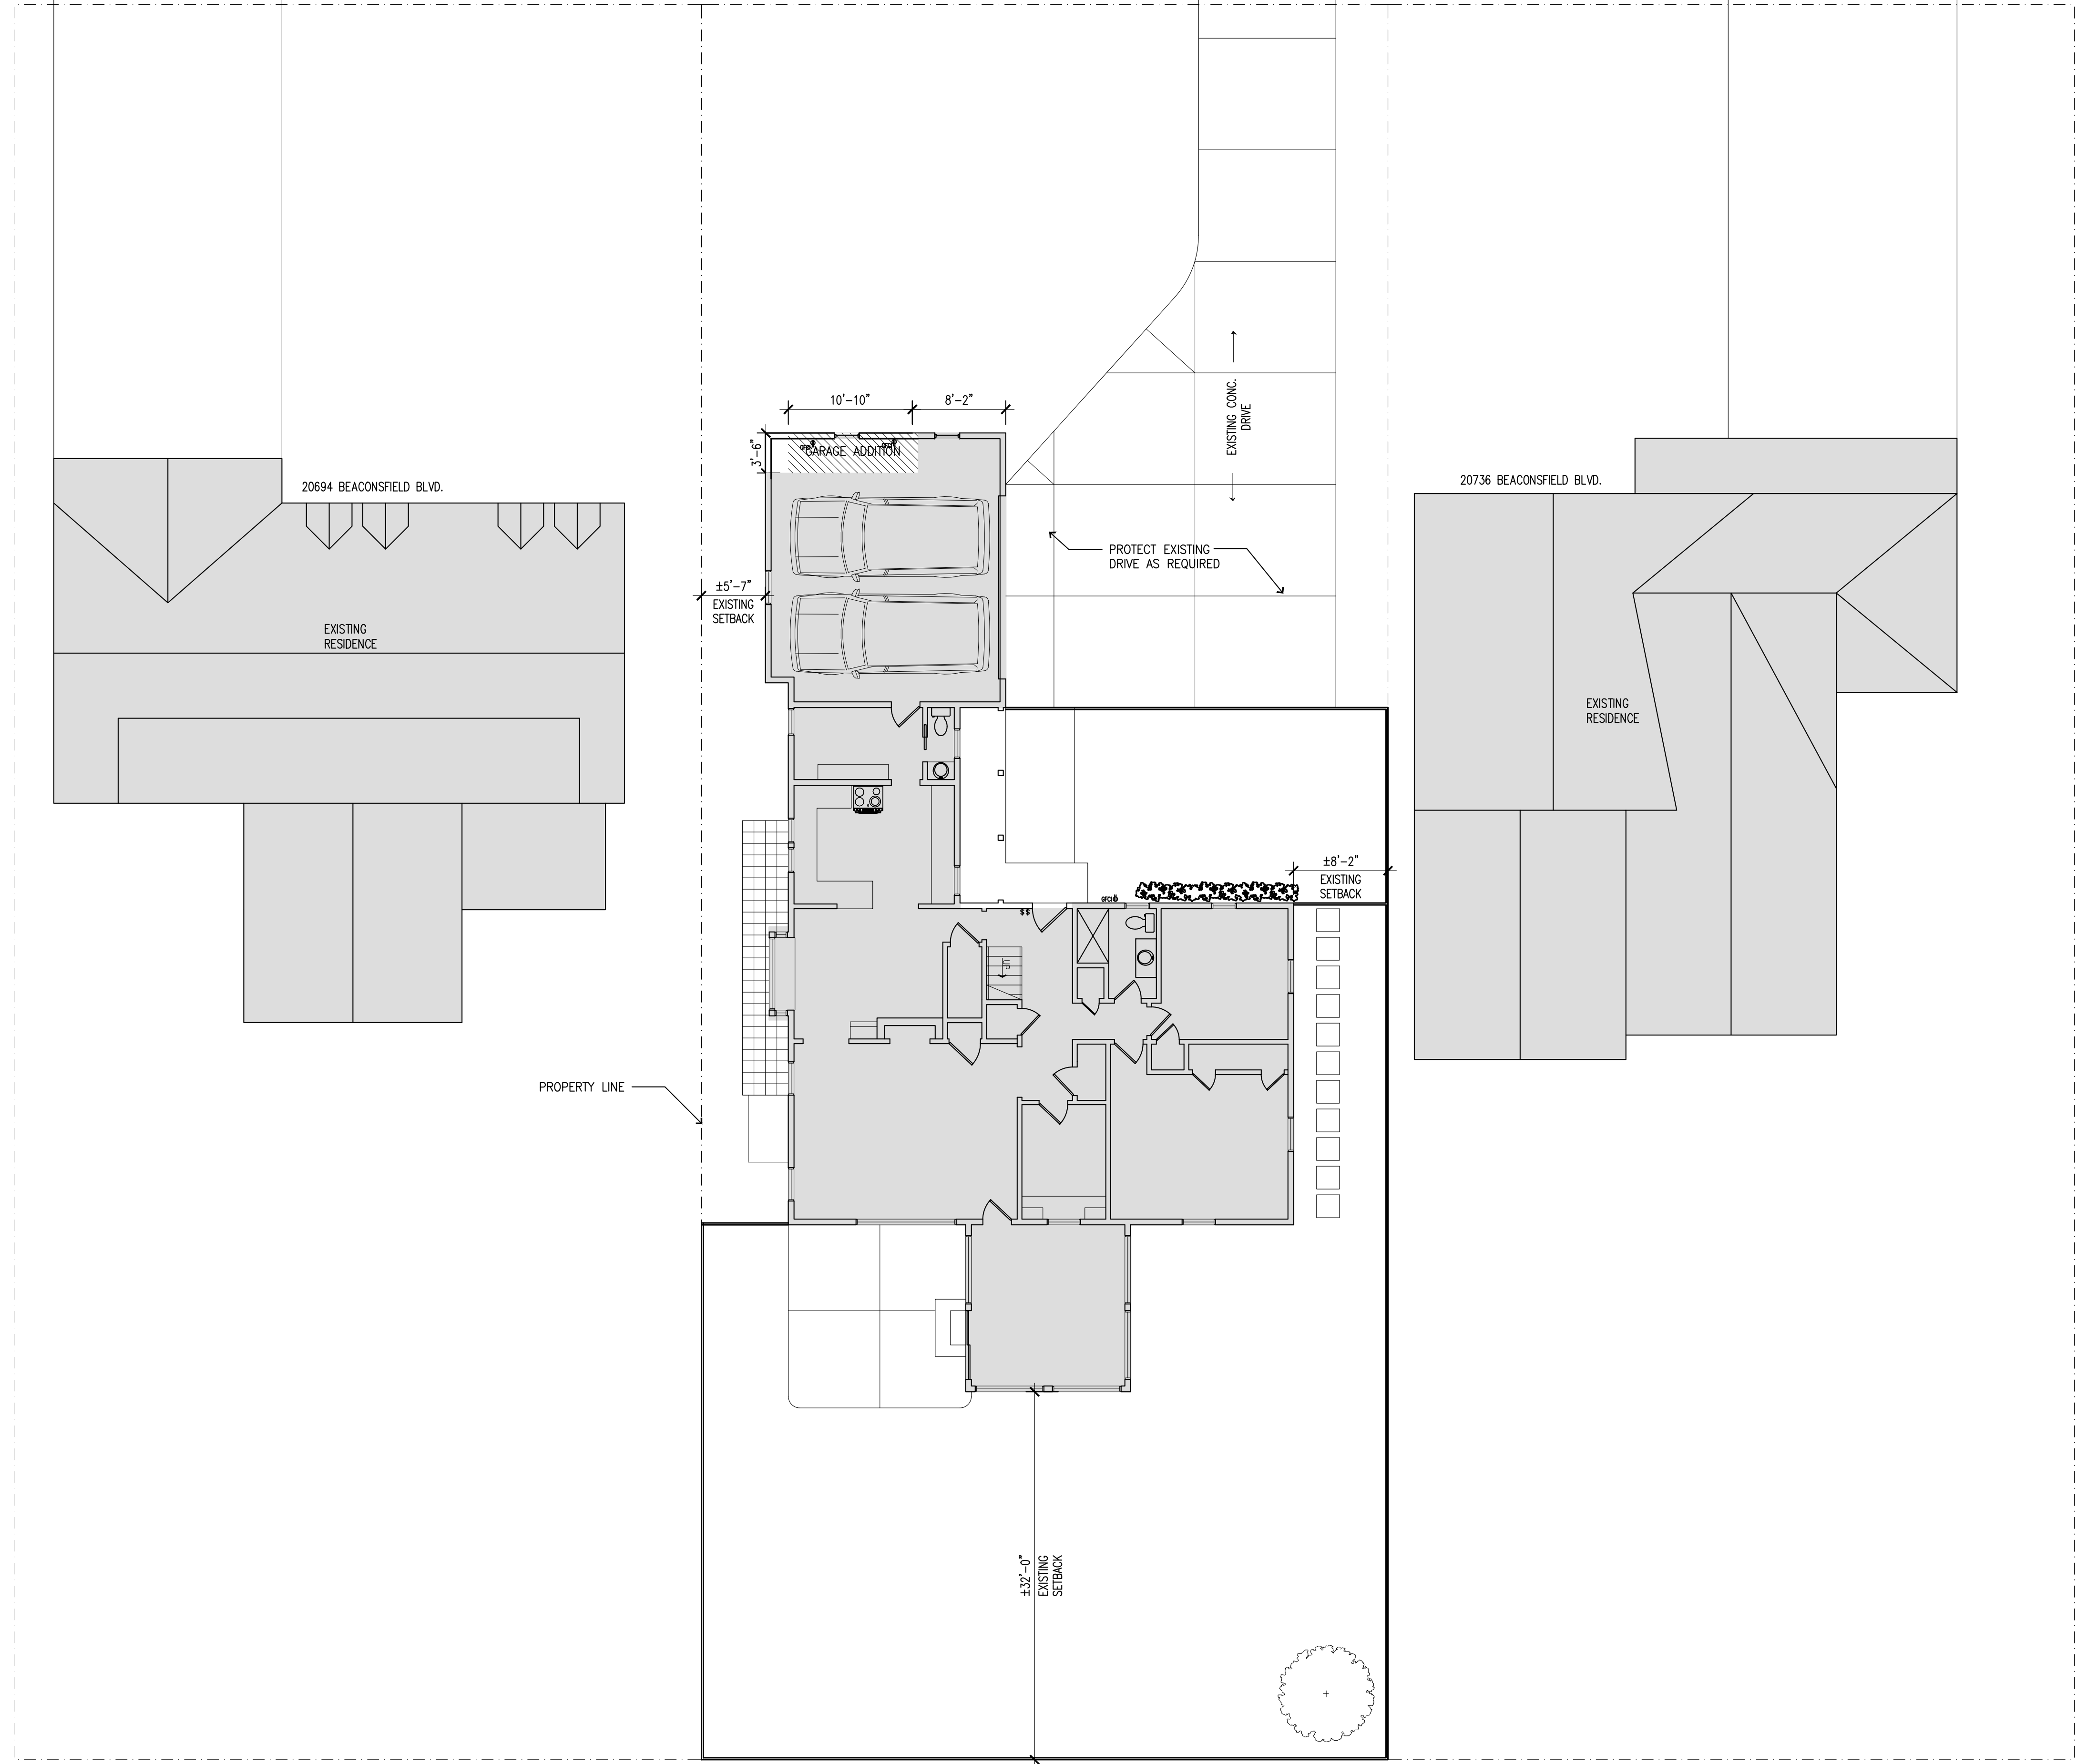 10'-10"
8'-2"
3'-6"
GARAGE ADDITION
EXISTING CONC.
DRIVE
20694 BEACONSFIELD BLVD.
20736 BEACONSFIELD BLVD.
PROTECT EXISTING
DRIVE AS REQUIRED
±5'-7"
EXISTING
SETBACK
EXISTING
RESIDENCE
EXISTING
RESIDENCE
±8'-2"
EXISTING
SETBACK
GFCI
$$
UP
PROPERTY LINE
±32'-0"
EXISTING
SETBACK